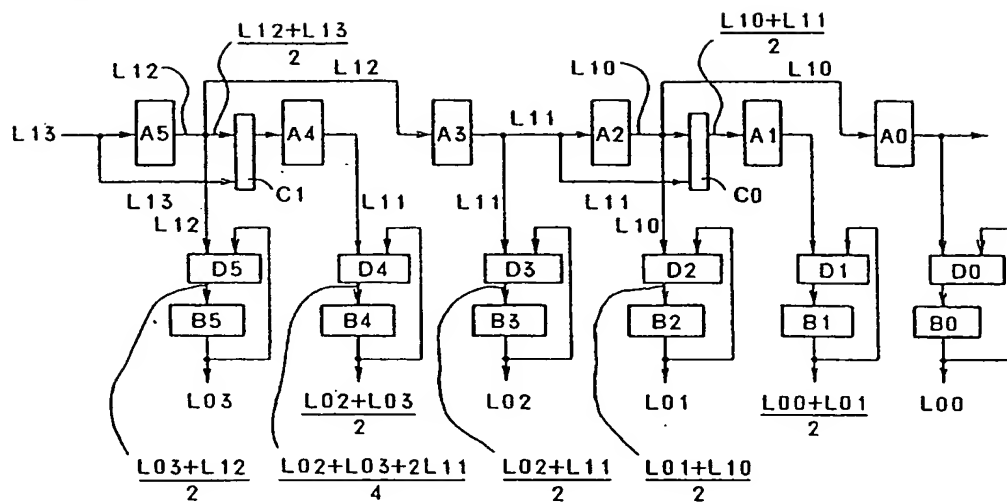 L12+L13
2
L10+L11
2
L12
L12
L10
L10
L13
A5
A4
A3
L11
A2
A1
A0
L13
C1
L11
C0
L12
L11
L11
L10
D5
D4
D3
D2
D1
D0
B5
B4
B3
B2
B1
B0
L03
L02+L03
2
L02
L01
L00+L01
2
L00
L03+L12
2
L02+L03+2L11
4
L02+L11
2
L01+L10
2